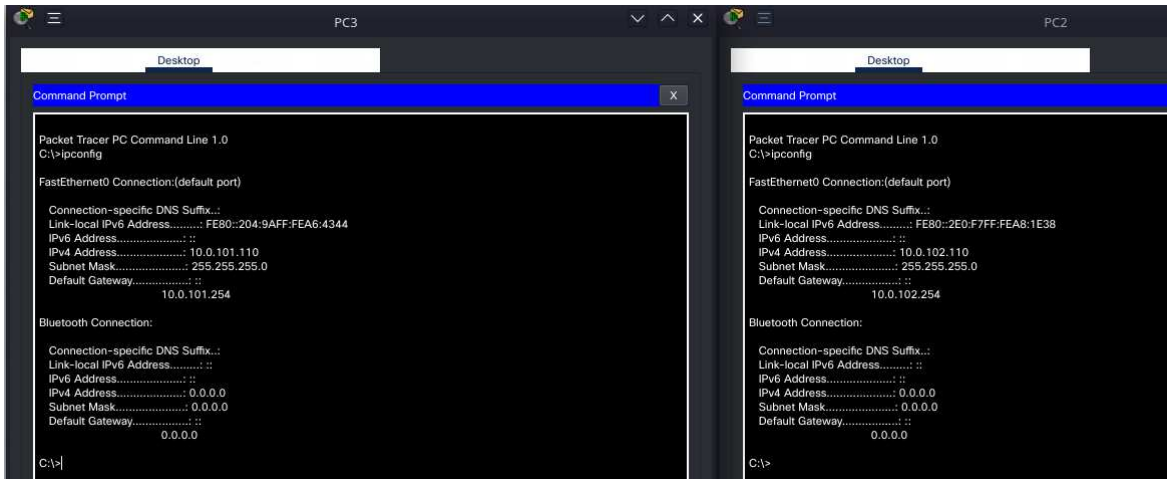 PC3
Desktop
Command Prompt
X
Packet Tracer PC Command Line 1.0
C:\>ipconfig
FastEthernet0 Connection:(default port)
Connection-specific DNS Suffix..:
Link-local IPv6 Address.........: FE80::204:9AFF:FEA6:4344
IPv6 Address....................: ::
IPv4 Address....................: 10.0.101.110
Subnet Mask.....................: 255.255.255.0
Default Gateway.................: ::
10.0.101.254
Bluetooth Connection:
Connection-specific DNS Suffix..:
Link-local IPv6 Address.........: ::
IPv6 Address....................: ::
IPv4 Address....................: 0.0.0.0
Subnet Mask.....................: 0.0.0.0
Default Gateway.................: ::
0.0.0.0
C:\>
PC2
Desktop
Command Prompt
Packet Tracer PC Command Line 1.0
C:\>ipconfig
FastEthernet0 Connection:(default port)
Connection-specific DNS Suffix..:
Link-local IPv6 Address.........: FE80::2E0:F7FF:FEA8:1E38
IPv6 Address....................: ::
IPv4 Address....................: 10.0.102.110
Subnet Mask.....................: 255.255.255.0
Default Gateway.................: ::
10.0.102.254
Bluetooth Connection:
Connection-specific DNS Suffix..:
Link-local IPv6 Address.........: ::
IPv6 Address....................: ::
IPv4 Address....................: 0.0.0.0
Subnet Mask.....................: 0.0.0.0
Default Gateway.................: ::
0.0.0.0
C:\>